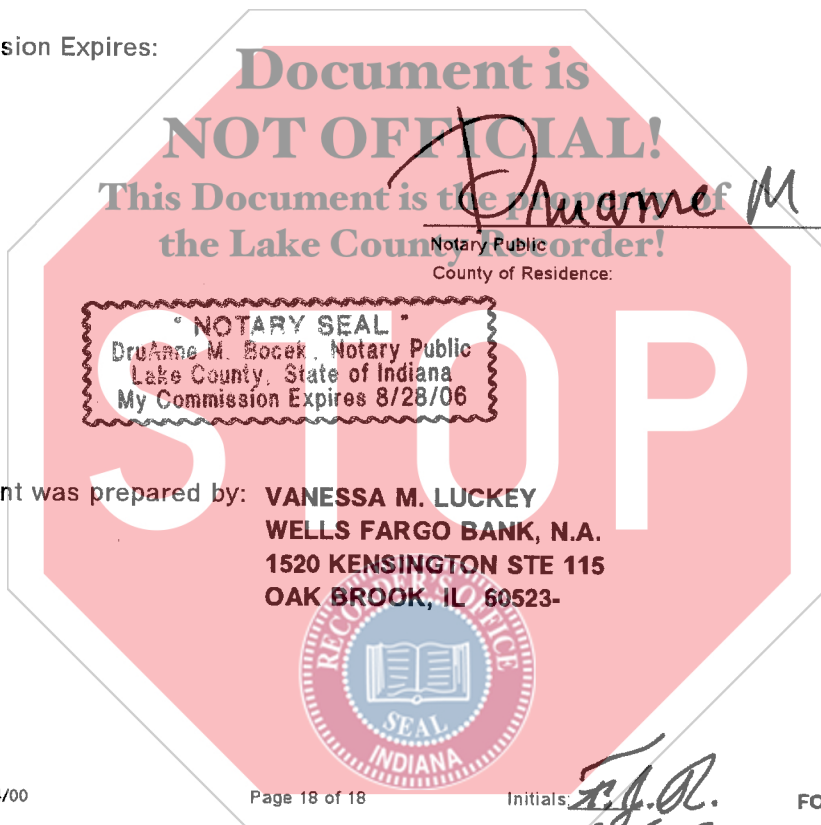 sion Expires:
Document is
NOT OFFICIAL!
This Document is the property of
the Lake County Recorder!
Druanne M
Notary Public
County of Residence:
" NOTARY SEAL "
DruAnne M. Bocek, Notary Public
Lake County, State of Indiana
My Commission Expires 8/28/06
STOP
nt was prepared by: VANESSA M. LUCKEY
WELLS FARGO BANK, N.A.
1520 KENSINGTON STE 115
OAK BROOK, IL 60523-
RECORDER'S OFFICE
SEAL
INDIANA
/00
Page 18 of 18
Initials: F.J.R.
FO